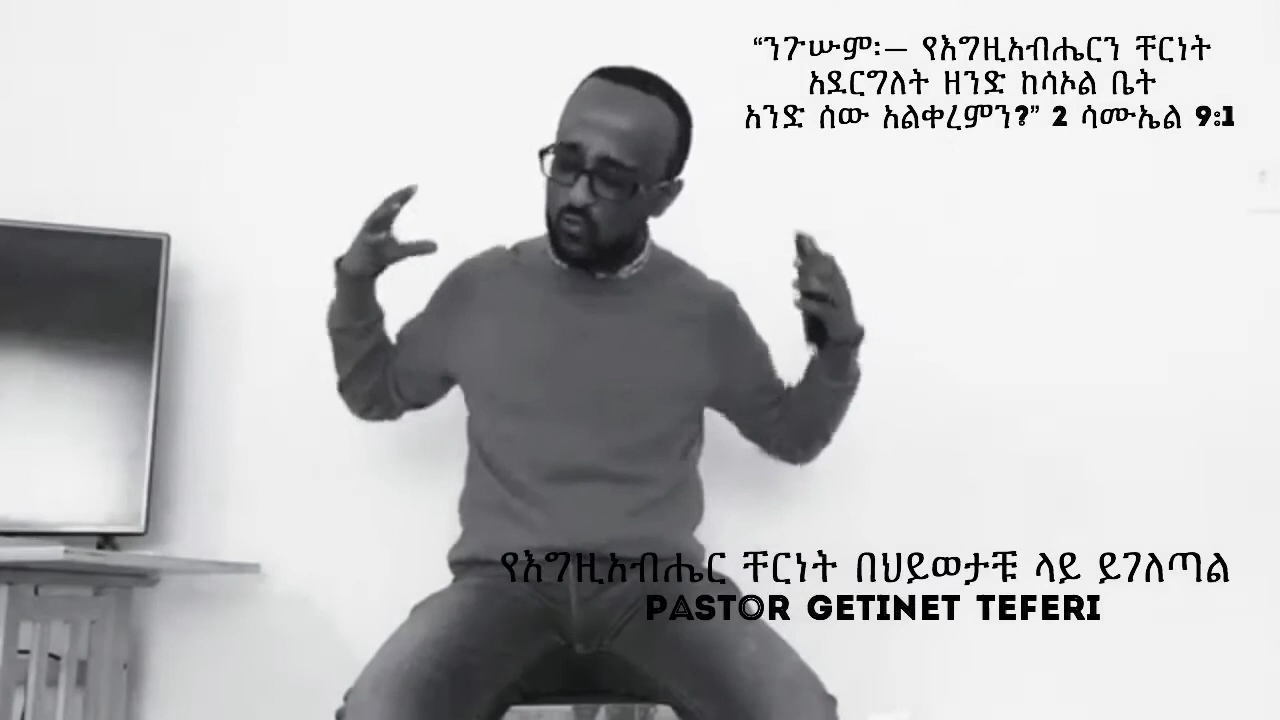 “ንጉሡም፡— የእግዚአብሔርን ቸርነት
አደርግለት ዘንድ ከሳኦል ቤት
አንድ ሰው አልቀረምን?” 2 ሳሙኤል 9፡1
የእግዚአብሔር ቸርነት በህይወታቹ ላይ ይገለጣል
PASTOR GETINET TEFERI